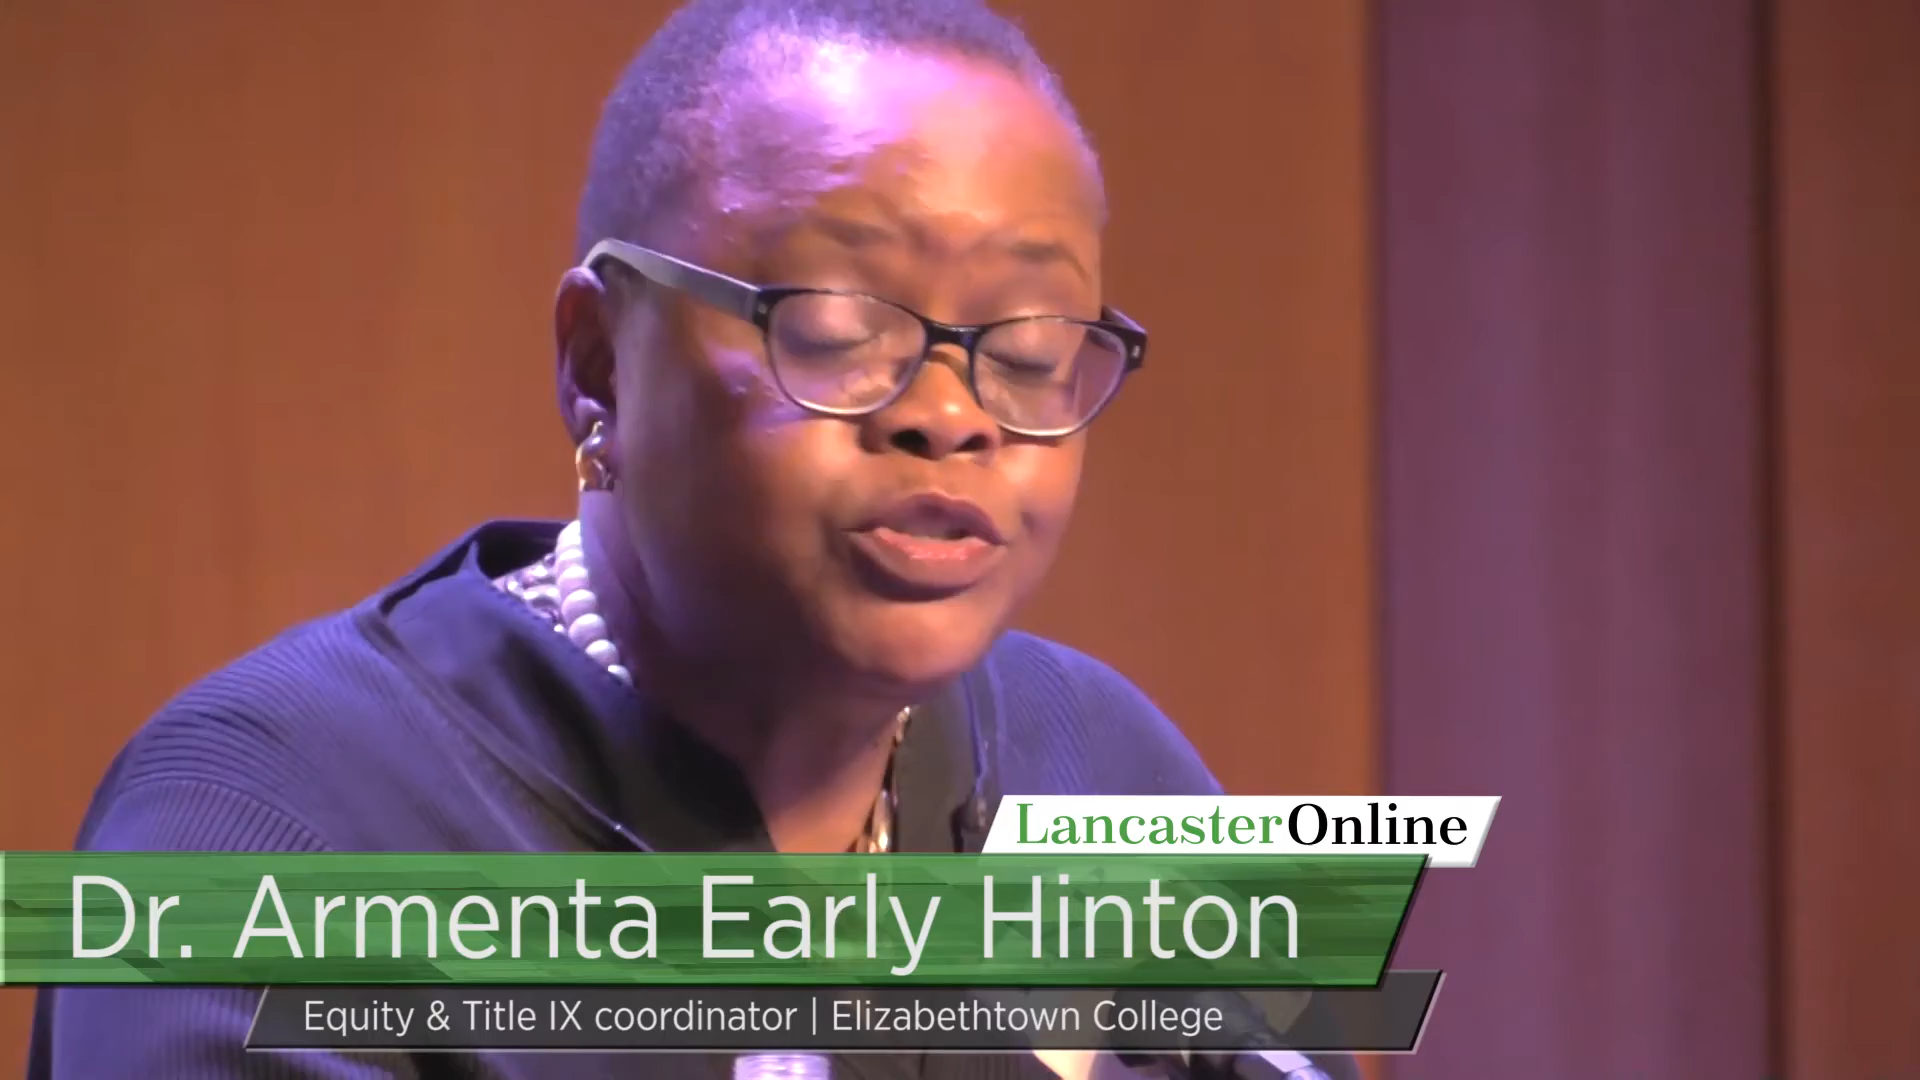 LancasterOnline
Dr. Armenta Early Hinton
Equity & Title IX coordinator | Elizabethtown College